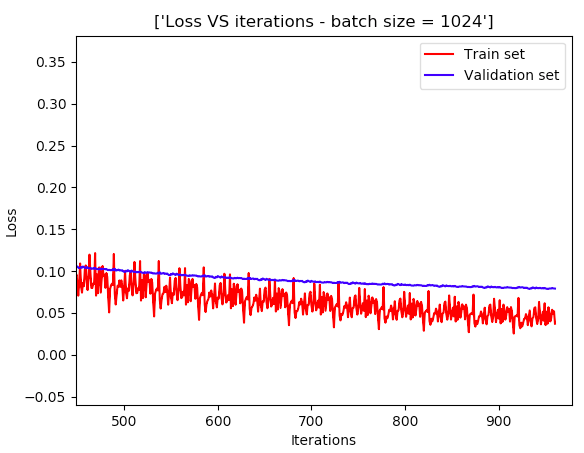 ['Loss VS iterations - batch size = 1024']
Train set
Validation set
0.35
0.30
0.25
0.20
0.15
0.10
0.05
0.00
−0.05
Loss
500
600
700
800
900
Iterations